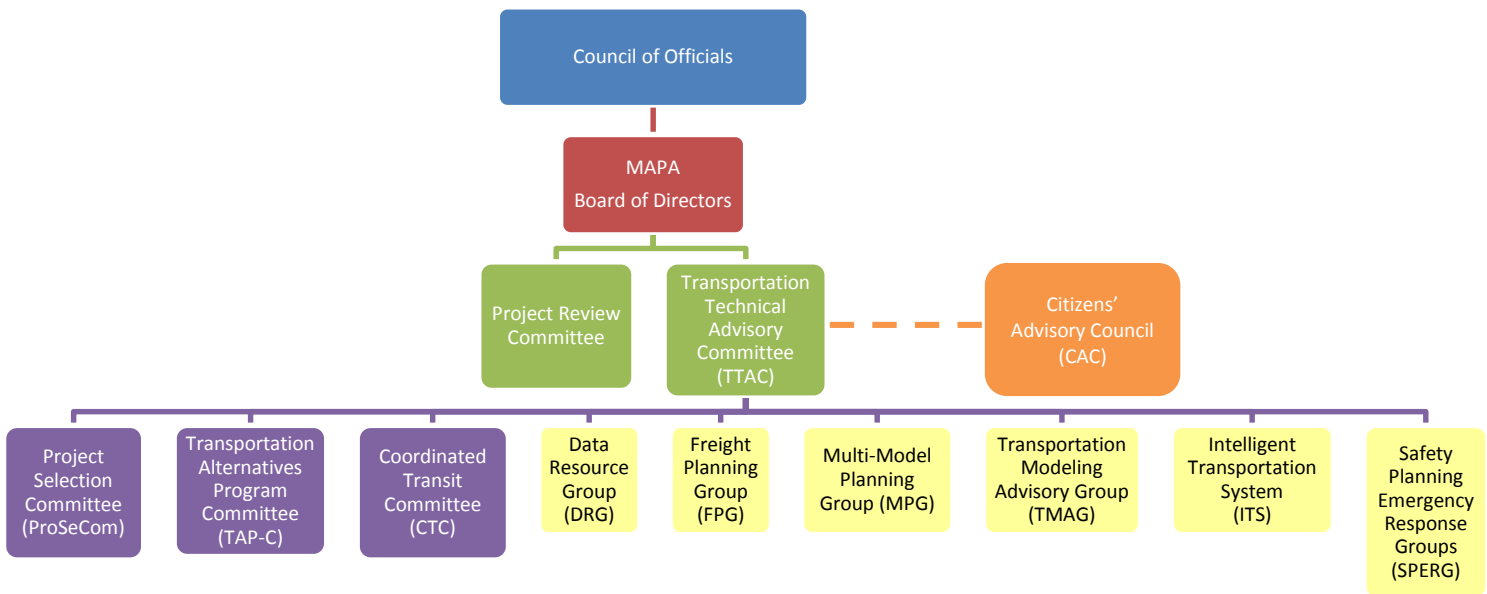 Council of Officials
MAPA
Board of Directors
Project Review
Committee
Transportation
Technical
Advisory
Committee
(TTAC)
Citizens’
Advisory Council
(CAC)
Project
Selection
Committee
(ProSeCom)
Transportation
Alternatives
Program
Committee
(TAP-C)
Coordinated
Transit
Committee
(CTC)
Data
Resource
Group
(DRG)
Freight
Planning
Group
(FPG)
Multi-Model
Planning
Group (MPG)
Transportation
Modeling
Advisory Group
(TMAG)
Intelligent
Transportation
System
(ITS)
Safety
Planning
Emergency
Response
Groups
(SPERG)